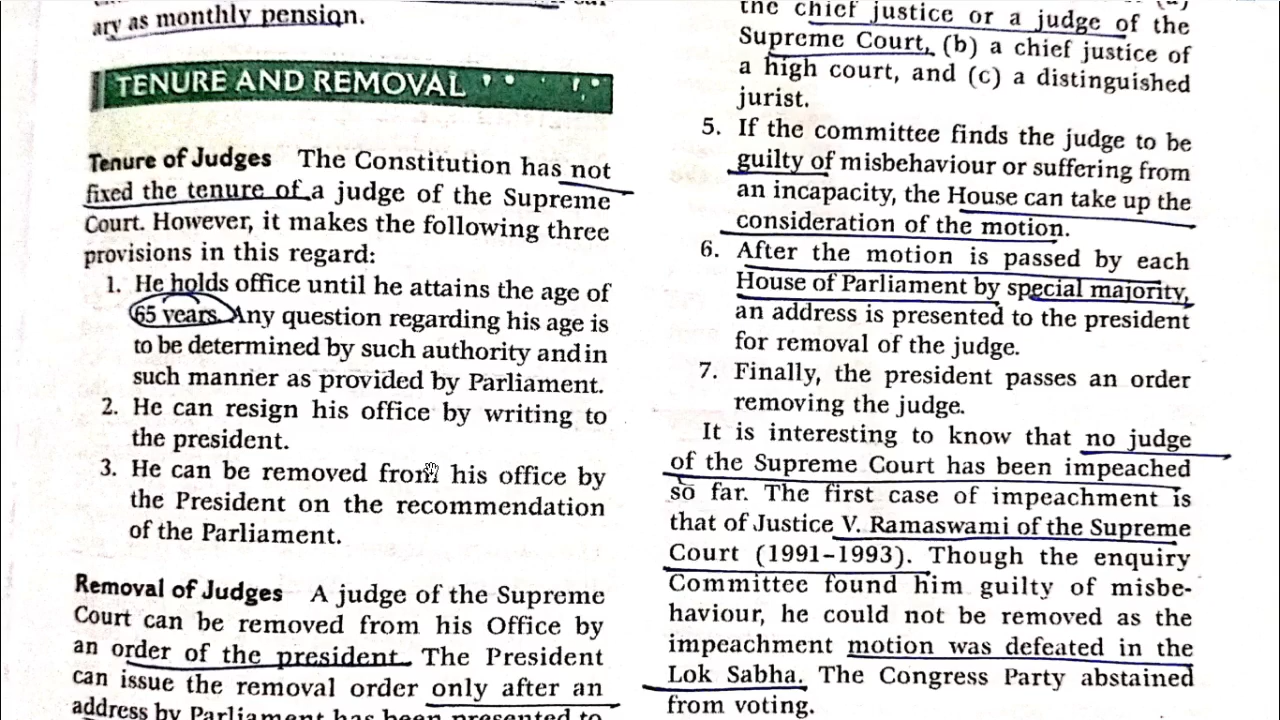 ary as monthly pension.
TENURE AND REMOVAL
Tenure of Judges The Constitution has not
fixed the tenure of a judge of the Supreme
Court. However, it makes the following three
provisions in this regard:
1. He holds office until he attains the age of
65 years. Any question regarding his age is
to be determined by such authority and in
such manner as provided by Parliament.
2. He can resign his office by writing to
the president.
3. He can be removed from his office by
the President on the recommendation
of the Parliament.
Removal of Judges A judge of the Supreme
Court can be removed from his Office by
an order of the president. The President
can issue the removal order only after an
address by Parliament has been presented to
the chief justice or a judge of the
Supreme Court, (b) a chief justice of
a high court, and (c) a distinguished
jurist.
5. If the committee finds the judge to be
guilty of misbehaviour or suffering from
an incapacity, the House can take up the
consideration of the motion.
6. After the motion is passed by each
House of Parliament by special majority,
an address is presented to the president
for removal of the judge.
7. Finally, the president passes an order
removing the judge.
It is interesting to know that no judge
of the Supreme Court has been impeached
so far. The first case of impeachment is
that of Justice V. Ramaswami of the Supreme
Court (1991–1993). Though the enquiry
Committee found him guilty of misbe-
haviour, he could not be removed as the
impeachment motion was defeated in the
Lok Sabha. The Congress Party abstained
from voting.